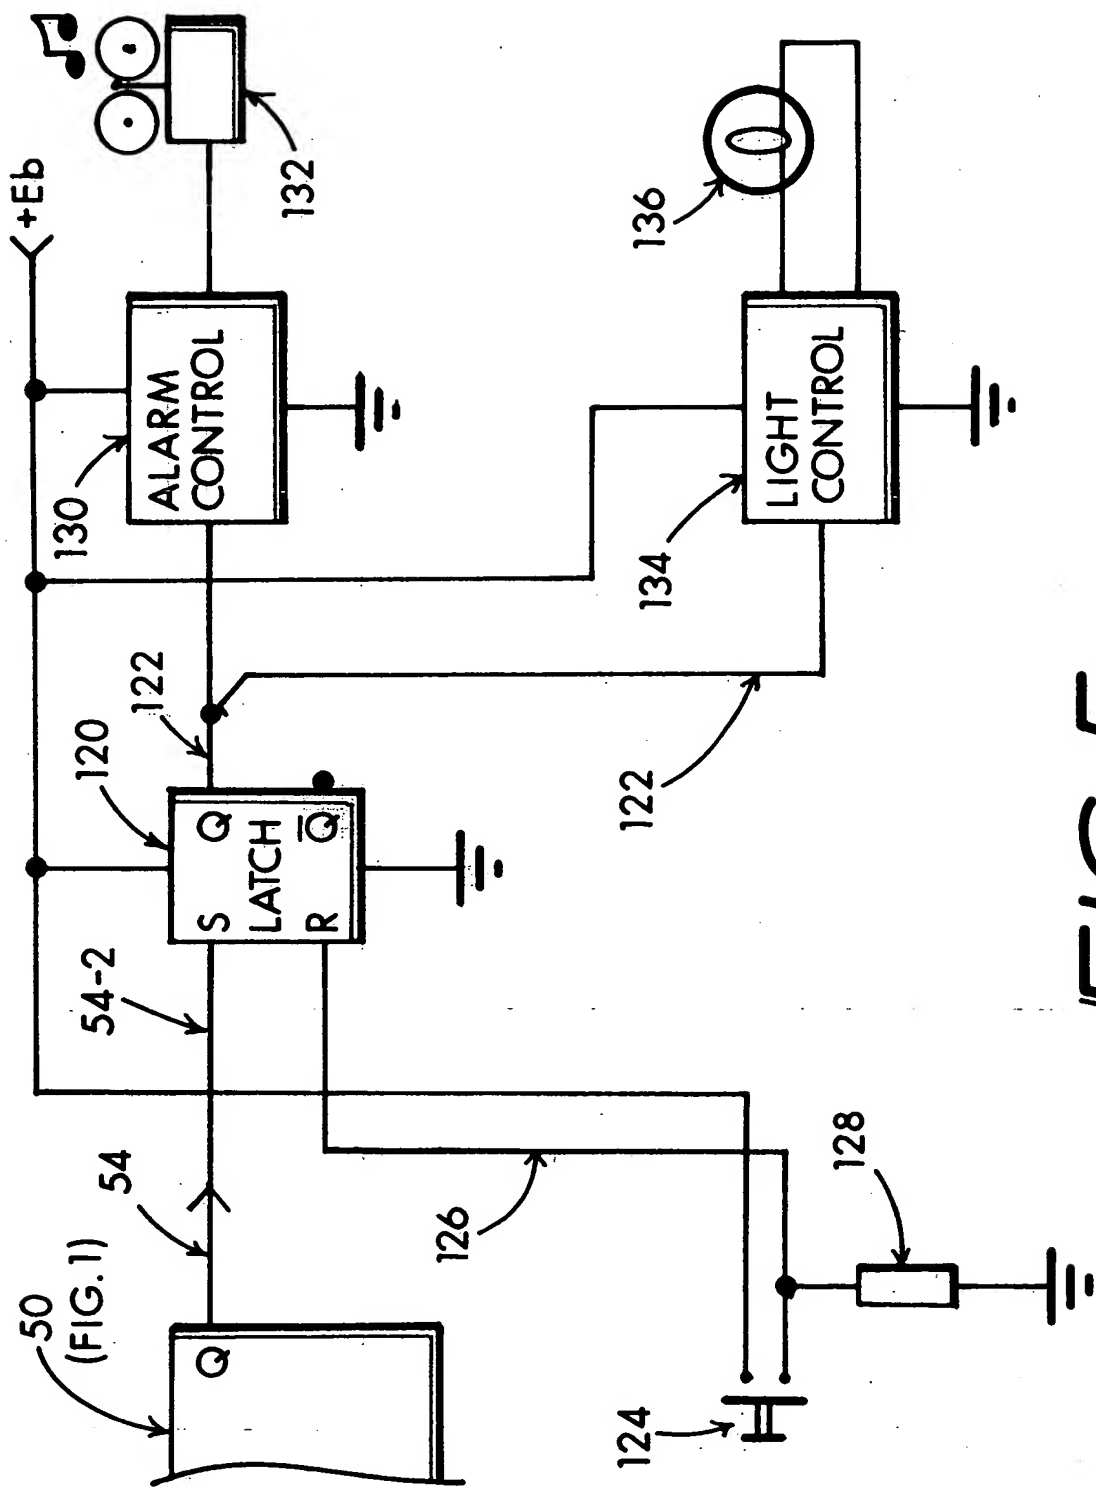 50
(FIG. 1)
54
54-2
120
122
130
+Eb
132
Q
S
Q
LATCH
R
Q̅
ALARM
CONTROL
126
122
134
136
LIGHT
CONTROL
124
128